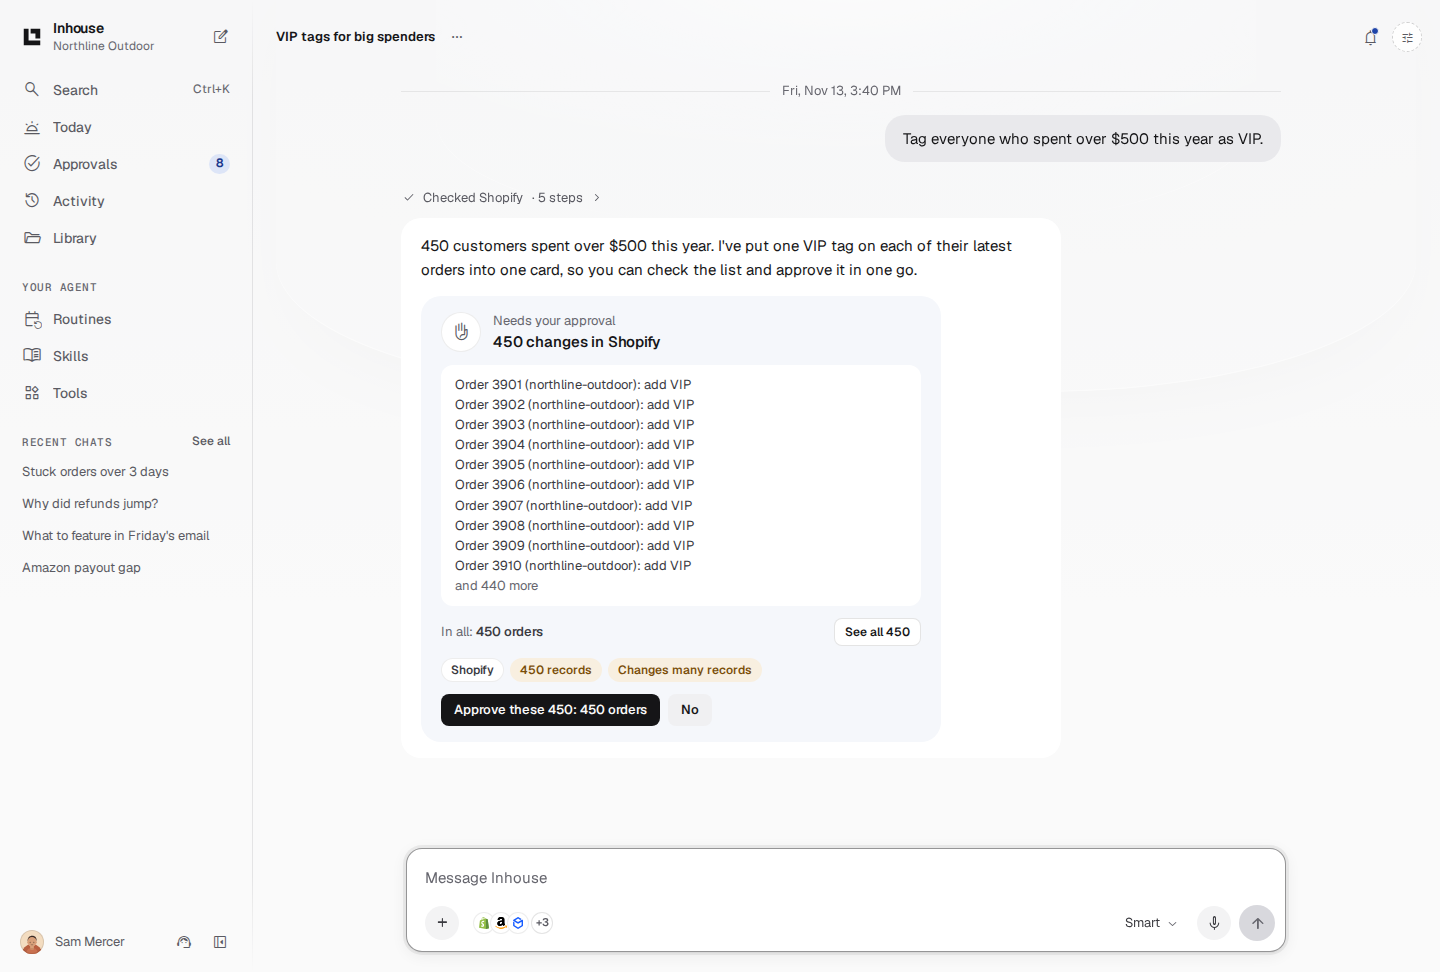 Inhouse
Northline Outdoor
Search Ctrl+K
Today
Approvals 8
Activity
Library
YOUR AGENT
Routines
Skills
Tools
RECENT CHATS See all
Stuck orders over 3 days
Why did refunds jump?
What to feature in Friday's email
Amazon payout gap
Sam Mercer
VIP tags for big spenders
Fri, Nov 13, 3:40 PM
Tag everyone who spent over $500 this year as VIP.
Checked Shopify · 5 steps
450 customers spent over $500 this year. I've put one VIP tag on each of their latest
orders into one card, so you can check the list and approve it in one go.
Needs your approval
450 changes in Shopify
Order 3901 (northline-outdoor): add VIP
Order 3902 (northline-outdoor): add VIP
Order 3903 (northline-outdoor): add VIP
Order 3904 (northline-outdoor): add VIP
Order 3905 (northline-outdoor): add VIP
Order 3906 (northline-outdoor): add VIP
Order 3907 (northline-outdoor): add VIP
Order 3908 (northline-outdoor): add VIP
Order 3909 (northline-outdoor): add VIP
Order 3910 (northline-outdoor): add VIP
and 440 more
In all: 450 orders
See all 450
Shopify 450 records Changes many records
Approve these 450: 450 orders No
Message Inhouse
+3
Smart